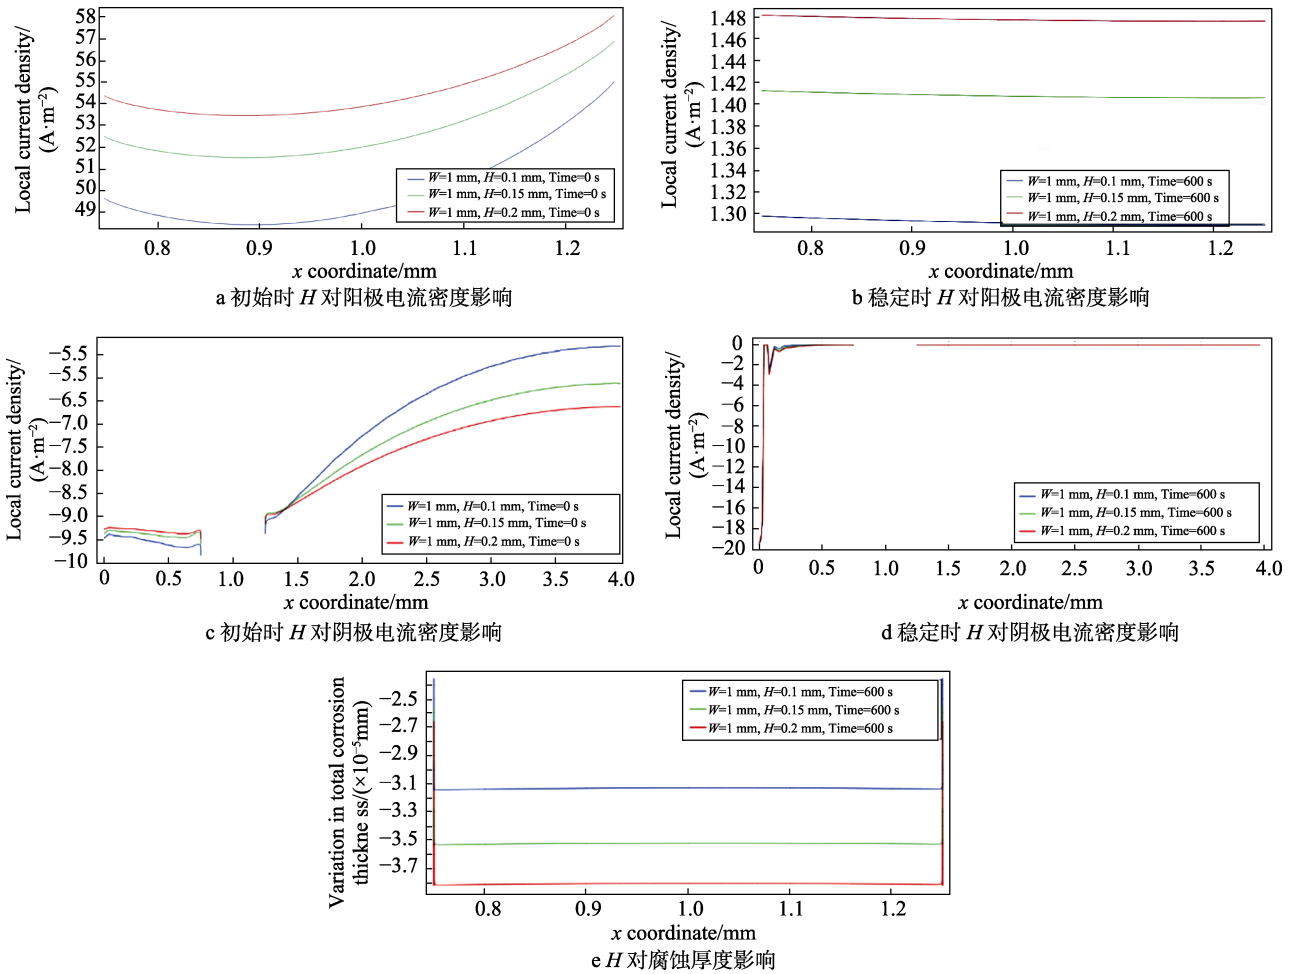 Local current density/
(A·m−2)
58
57
56
55
54
53
52
51
50
49
W=1 mm, H=0.1 mm, Time=0 s
W=1 mm, H=0.15 mm, Time=0 s
W=1 mm, H=0.2 mm, Time=0 s
0.8 0.9 1.0 1.1 1.2
x coordinate/mm
a 初始时 H 对阳极电流密度影响
Local current density/
(A·m−2)
1.48
1.46
1.44
1.42
1.40
1.38
1.36
1.34
1.32
1.30
W=1 mm, H=0.1 mm, Time=600 s
W=1 mm, H=0.15 mm, Time=600 s
W=1 mm, H=0.2 mm, Time=600 s
0.8 0.9 1.0 1.1 1.2
x coordinate/mm
b 稳定时 H 对阳极电流密度影响
Local current density/
(A·m−2)
−5.5
−5.5
−6.5
−7.0
−7.5
−8.0
−8.5
−9.0
−9.5
−10
W=1 mm, H=0.1 mm, Time=0 s
W=1 mm, H=0.15 mm, Time=0 s
W=1 mm, H=0.2 mm, Time=0 s
0 0.5 1.0 1.5 2.0 2.5 3.0 3.5 4.0
x coordinate/mm
c 初始时 H 对阴极电流密度影响
Local current density/
(A·m−2)
0
−2
−4
−6
−8
−10
−12
−14
−16
−18
−20
W=1 mm, H=0.1 mm, Time=600 s
W=1 mm, H=0.15 mm, Time=600 s
W=1 mm, H=0.2 mm, Time=600 s
0 0.5 1.0 1.5 2.0 2.5 3.0 3.5 4.0
x coordinate/mm
d 稳定时 H 对阴极电流密度影响
Variation in total corrosion
thickne ss/(×10−5mm)
−2.5
−2.7
−2.9
−3.1
−3.3
−3.5
−3.7
W=1 mm, H=0.1 mm, Time=600 s
W=1 mm, H=0.15 mm, Time=600 s
W=1 mm, H=0.2 mm, Time=600 s
0.8 0.9 1.0 1.1 1.2
x coordinate/mm
e H 对腐蚀厚度影响